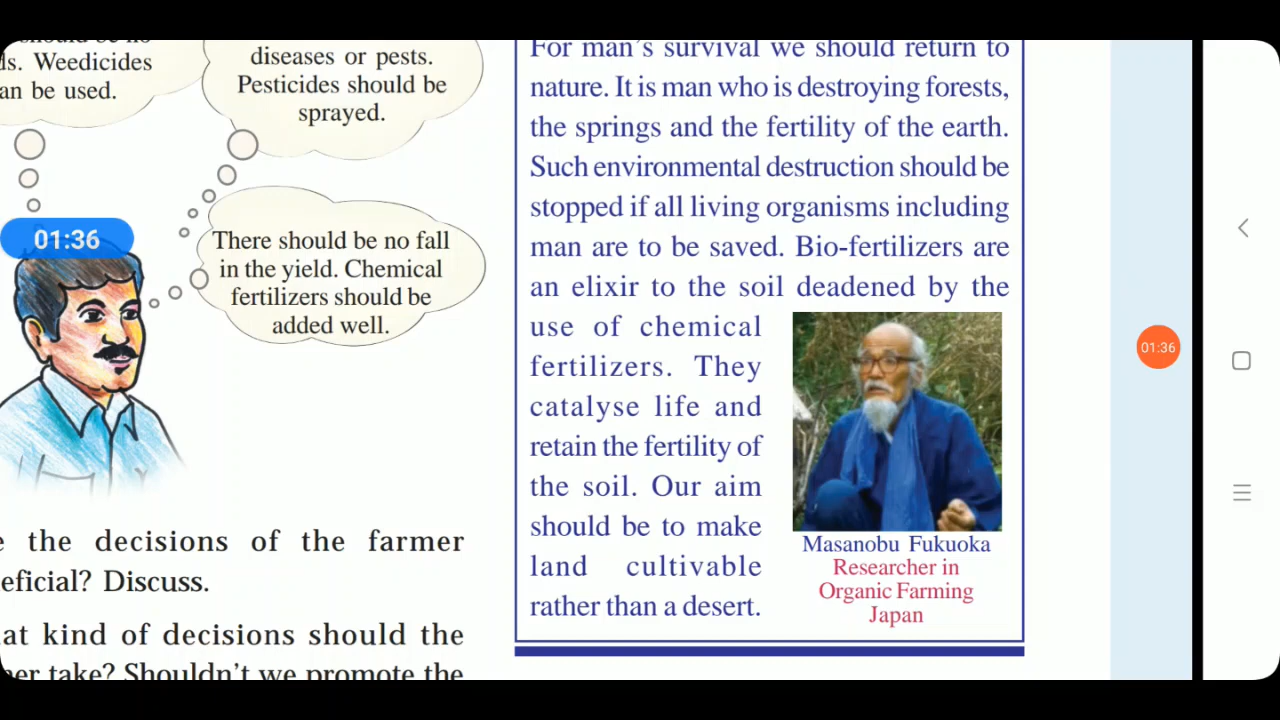 ds. Weedicides
an be used.
diseases or pests.
Pesticides should be
sprayed.
01:36
There should be no fall
in the yield. Chemical
fertilizers should be
added well.
the decisions of the farmer
eficial? Discuss.
at kind of decisions should the
ner take? Shouldn't we promote the
For man's survival we should return to
nature. It is man who is destroying forests,
the springs and the fertility of the earth.
Such environmental destruction should be
stopped if all living organisms including
man are to be saved. Bio-fertilizers are
an elixir to the soil deadened by the
use of chemical
fertilizers. They
catalyse life and
retain the fertility of
the soil. Our aim
should be to make
land cultivable
rather than a desert.
Masanobu Fukuoka
Researcher in
Organic Farming
Japan
01:36